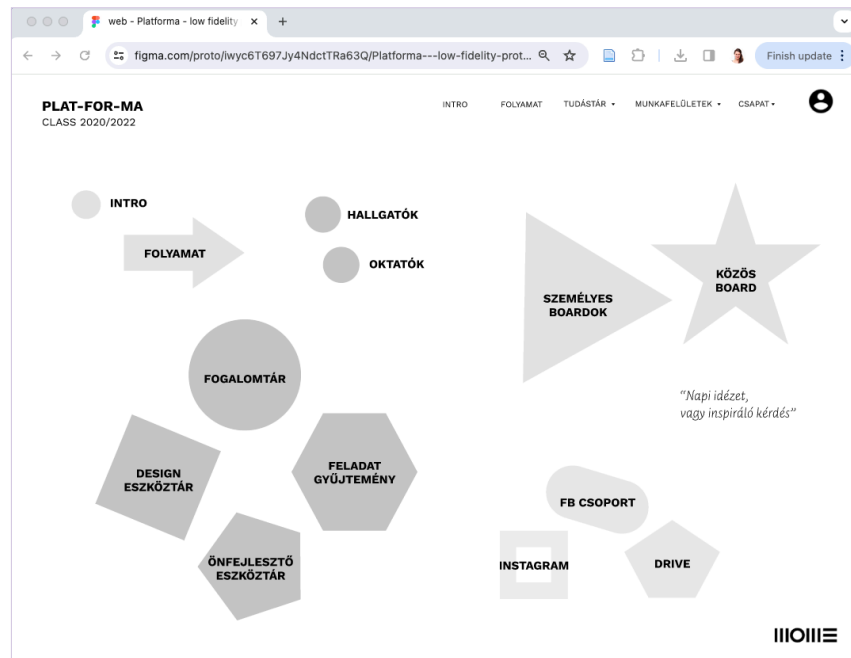 web - Platforma - low fidelity
figma.com/proto/iwyc6T697Jy4NdctTRa63Q/Platforma---low-fidelity-prot...
Finish update
PLAT-FOR-MA
CLASS 2020/2022
INTRO
FOLYAMAT
TUDÁSTÁR
MUNKAFELÜLETEK
CSAPAT
INTRO
FOLYAMAT
HALLGATÓK
OKTATÓK
SZEMÉLYES
BOARDOK
KÖZÖS
BOARD
FOGALOMTÁR
"Napi idézet,
vagy inspiráló kérdés"
DESIGN
ESZKÖZTÁR
FELADAT
GYŰJTEMÉNY
ÖNFEJLESZTŐ
ESZKÖZTÁR
FB CSOPORT
INSTAGRAM
DRIVE